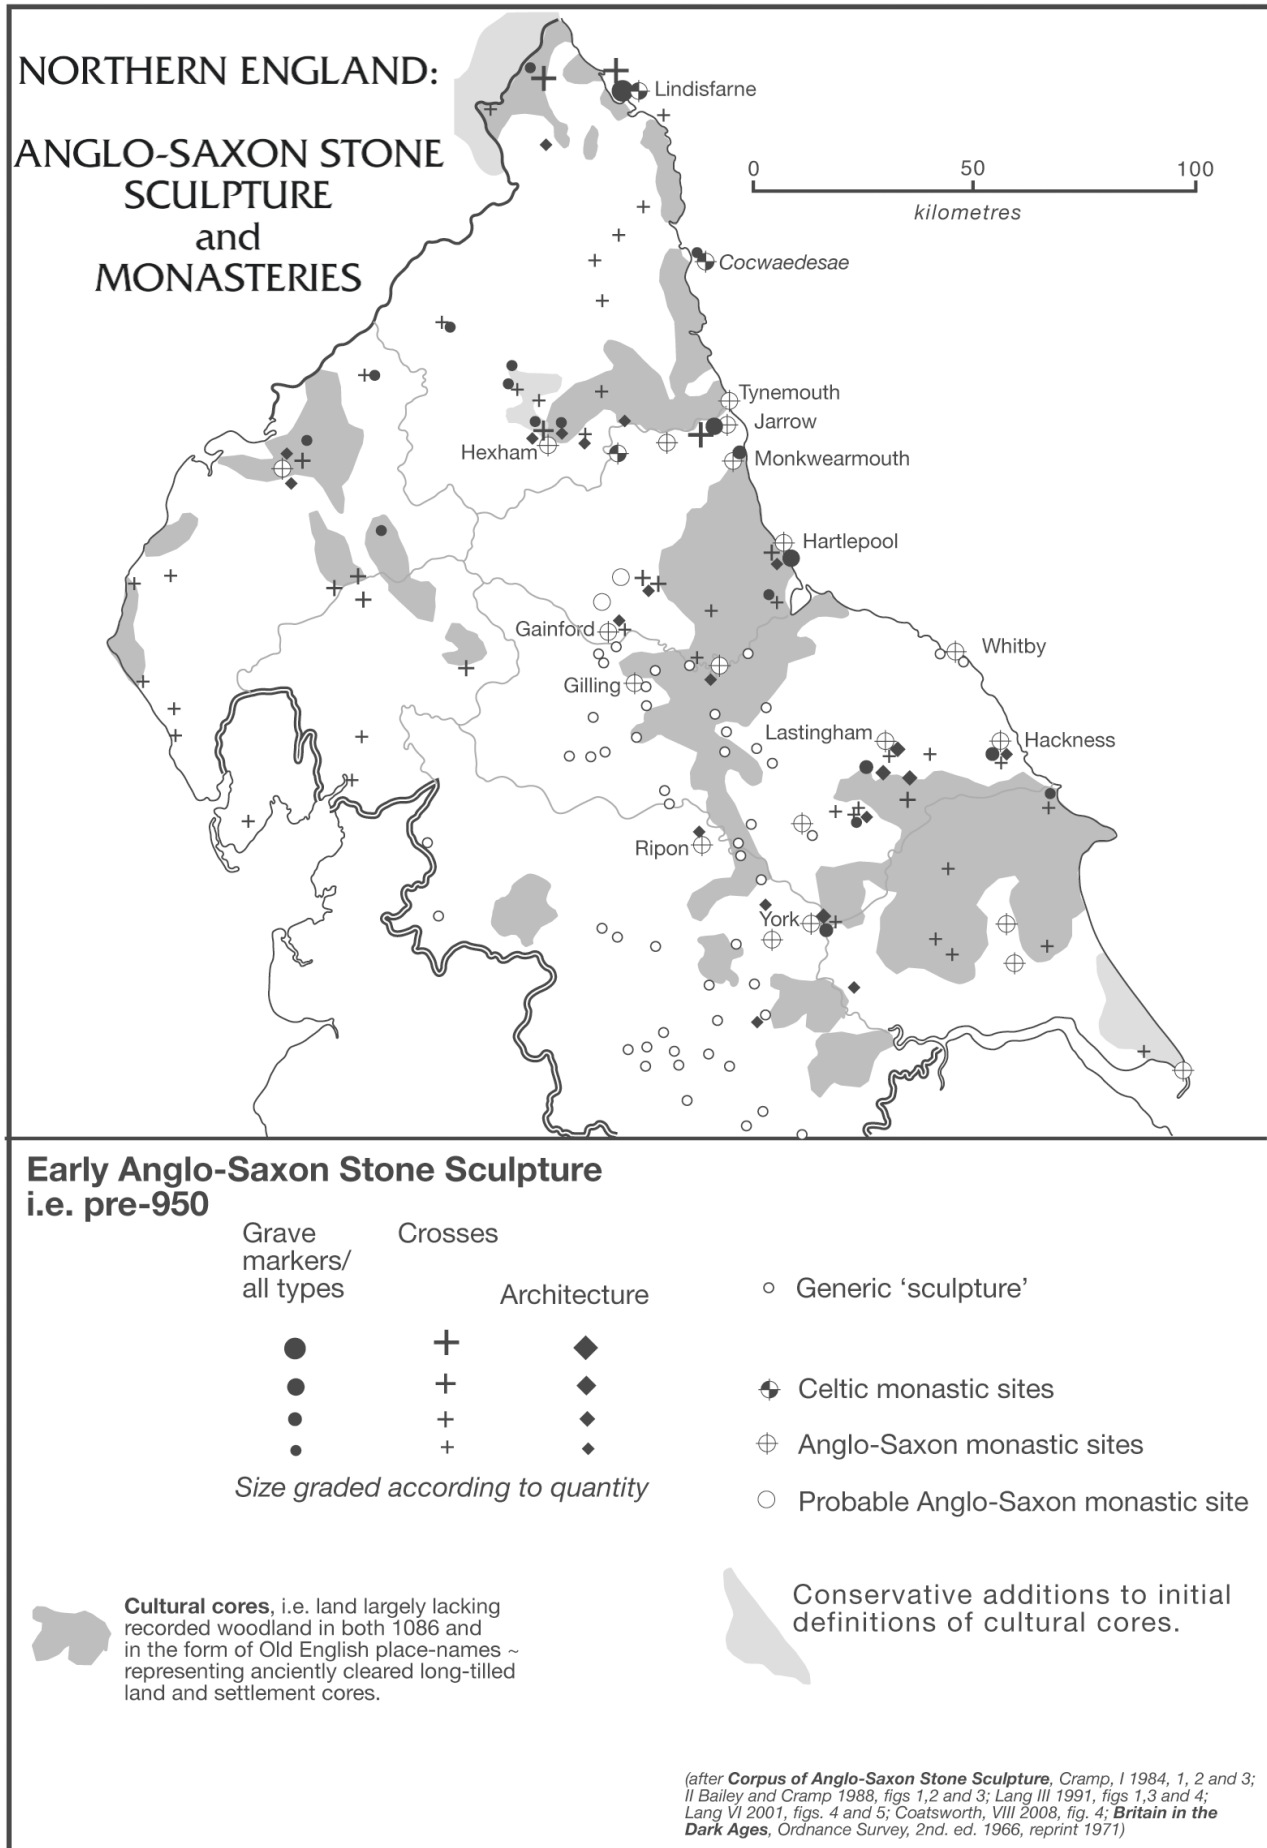 NORTHERN ENGLAND:
ANGLO-SAXON STONE
SCULPTURE
and
MONASTERIES
Lindisfarne
0 50 100
kilometres
Cocwaedesae
Tynemouth
Jarrow
Hexham
Monkwearmouth
Hartlepool
Gainford
Whitby
Gilling
Lastingham
Hackness
Ripon
York
Early Anglo-Saxon Stone Sculpture
i.e. pre-950
Grave
markers/
all types
Crosses
Architecture
Size graded according to quantity
Generic ‘sculpture’
Celtic monastic sites
Anglo-Saxon monastic sites
Probable Anglo-Saxon monastic site
Cultural cores, i.e. land largely lacking
recorded woodland in both 1086 and
in the form of Old English place-names ~
representing anciently cleared long-tilled
land and settlement cores.
Conservative additions to initial
definitions of cultural cores.
(after Corpus of Anglo-Saxon Stone Sculpture, Cramp, I 1984, 1, 2 and 3;
II Bailey and Cramp 1988, figs 1,2 and 3; Lang III 1991, figs 1,3 and 4;
Lang VI 2001, figs. 4 and 5; Coatsworth, VIII 2008, fig. 4; Britain in the
Dark Ages, Ordnance Survey, 2nd. ed. 1966, reprint 1971)